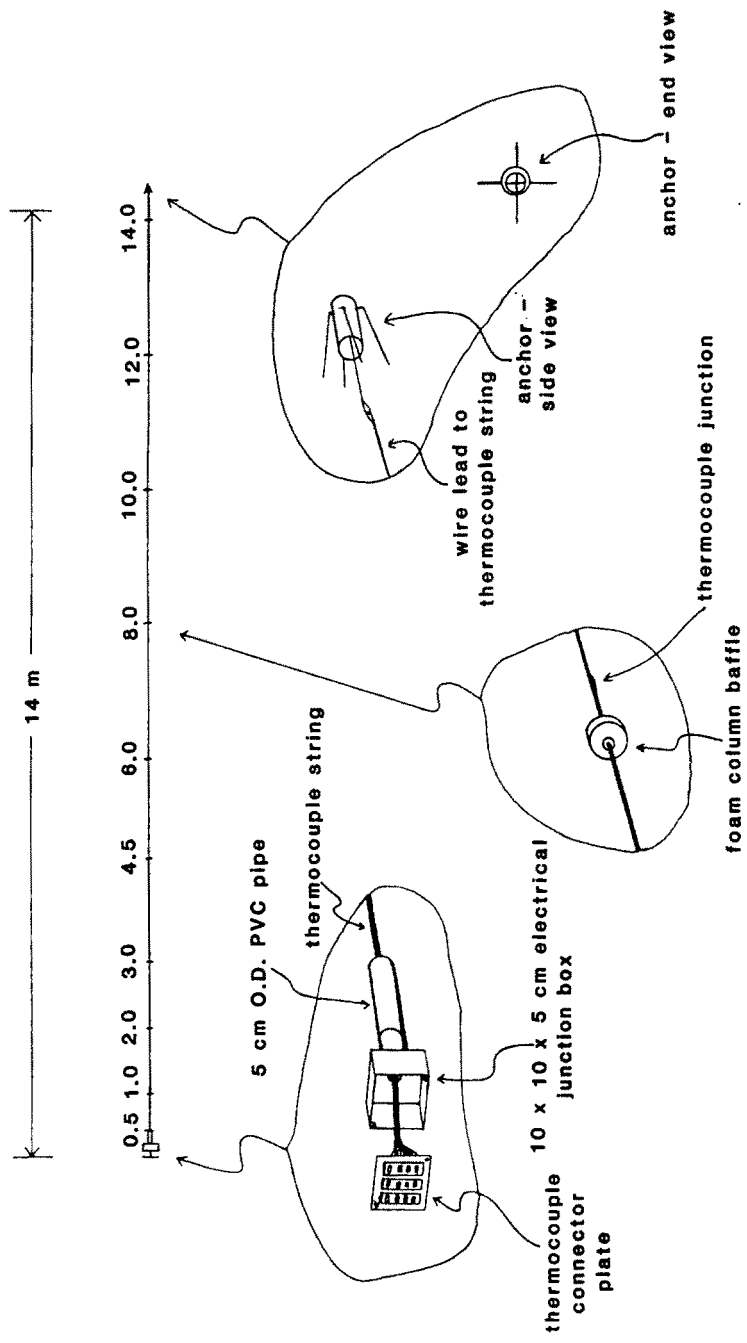 14 m
0.5 1.0 2.0 3.0 4.5 6.0 8.0 10.0 12.0 14.0
5 cm O.D. PVC pipe
thermocouple string
thermocouple
connector
plate
10 x 10 x 5 cm electrical
junction box
foam column baffle
thermocouple junction
wire lead to
thermocouple string
anchor –
side view
anchor – end view